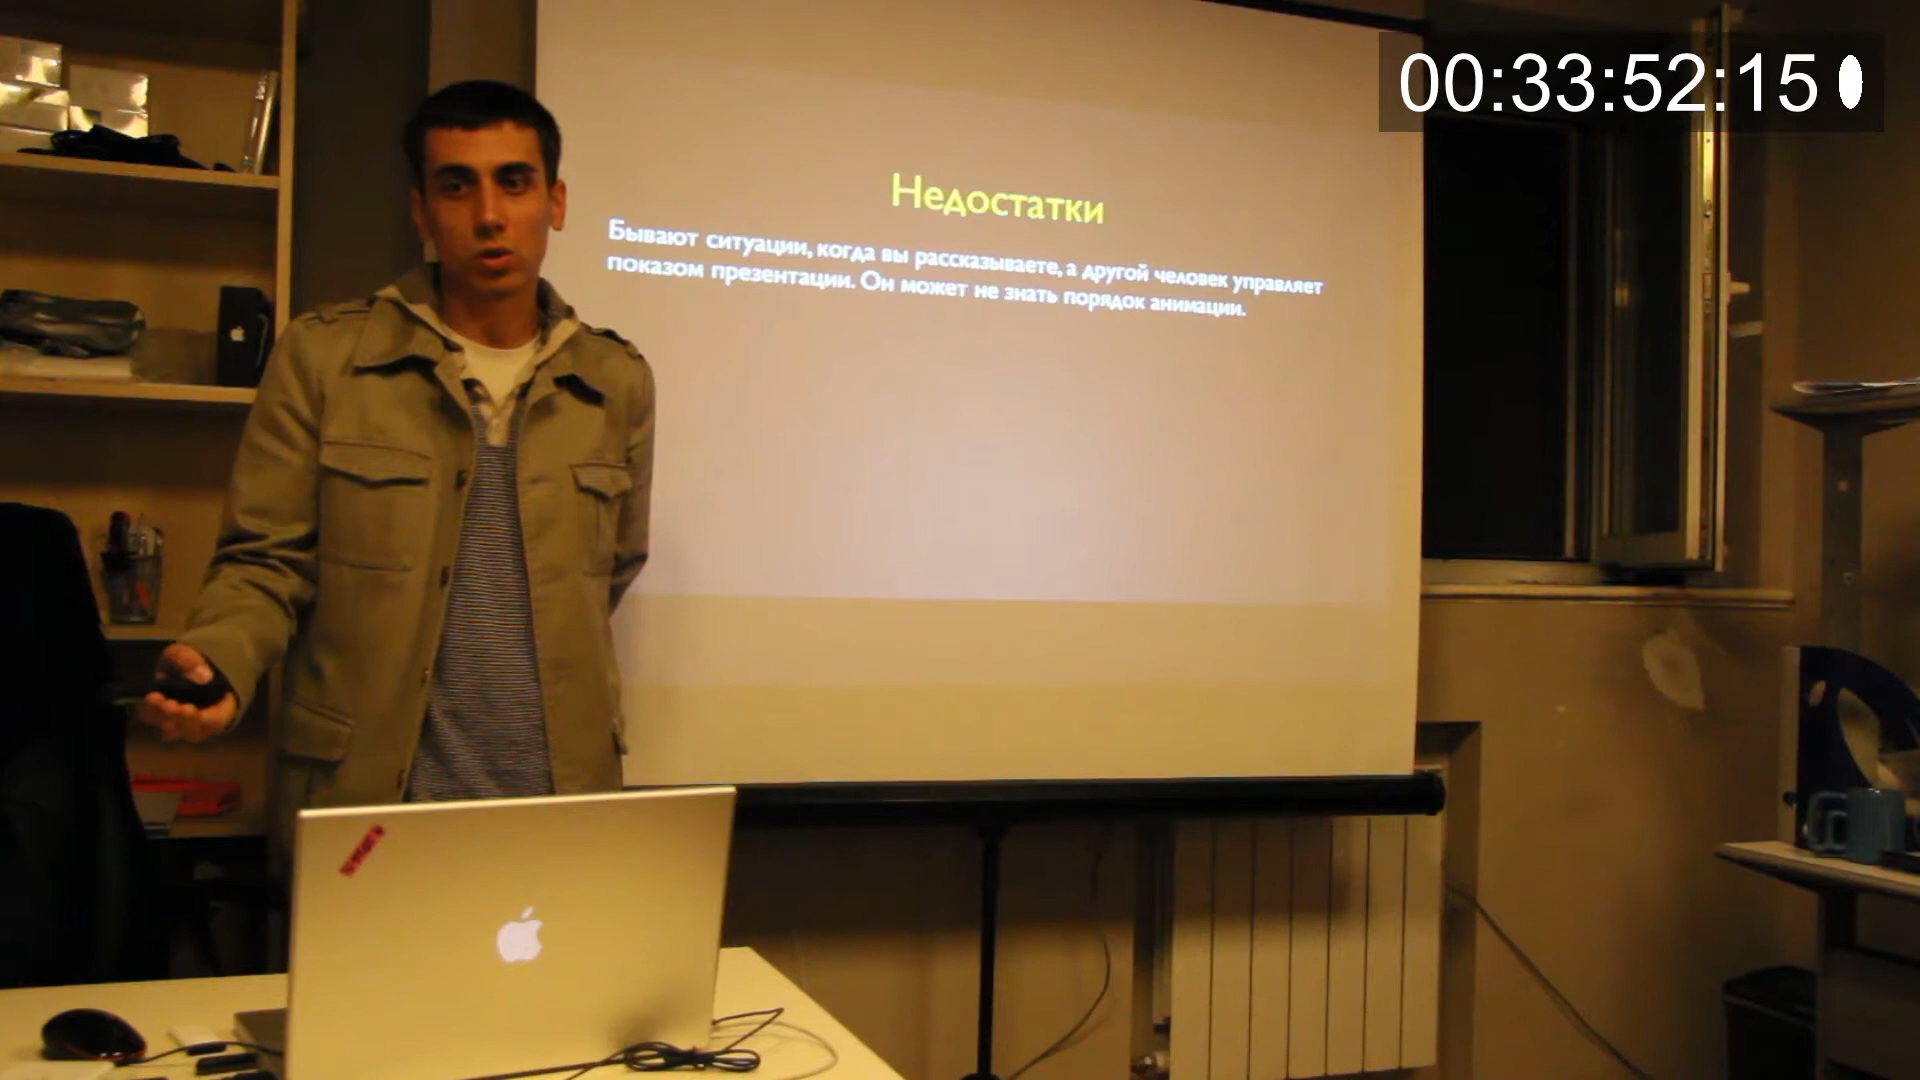 00:33:52:15
Недостатки
Бывают ситуации, когда вы рассказываете, а другой человек управляет
показом презентации. Он может не знать порядок анимации.